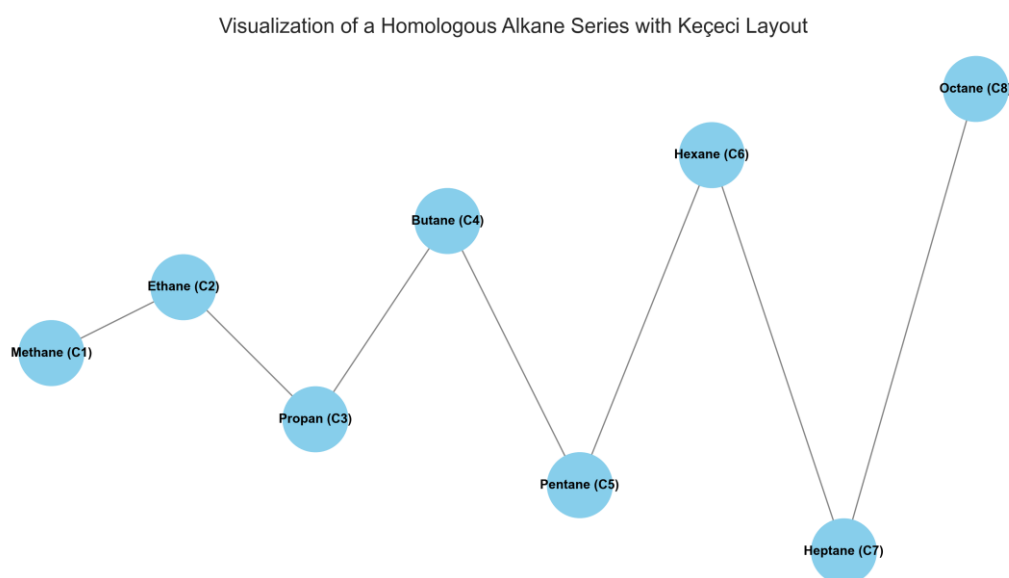 Visualization of a Homologous Alkane Series with Keçeci Layout
Methane (C1)
Ethane (C2)
Propan (C3)
Butane (C4)
Pentane (C5)
Hexane (C6)
Heptane (C7)
Octane (C8)